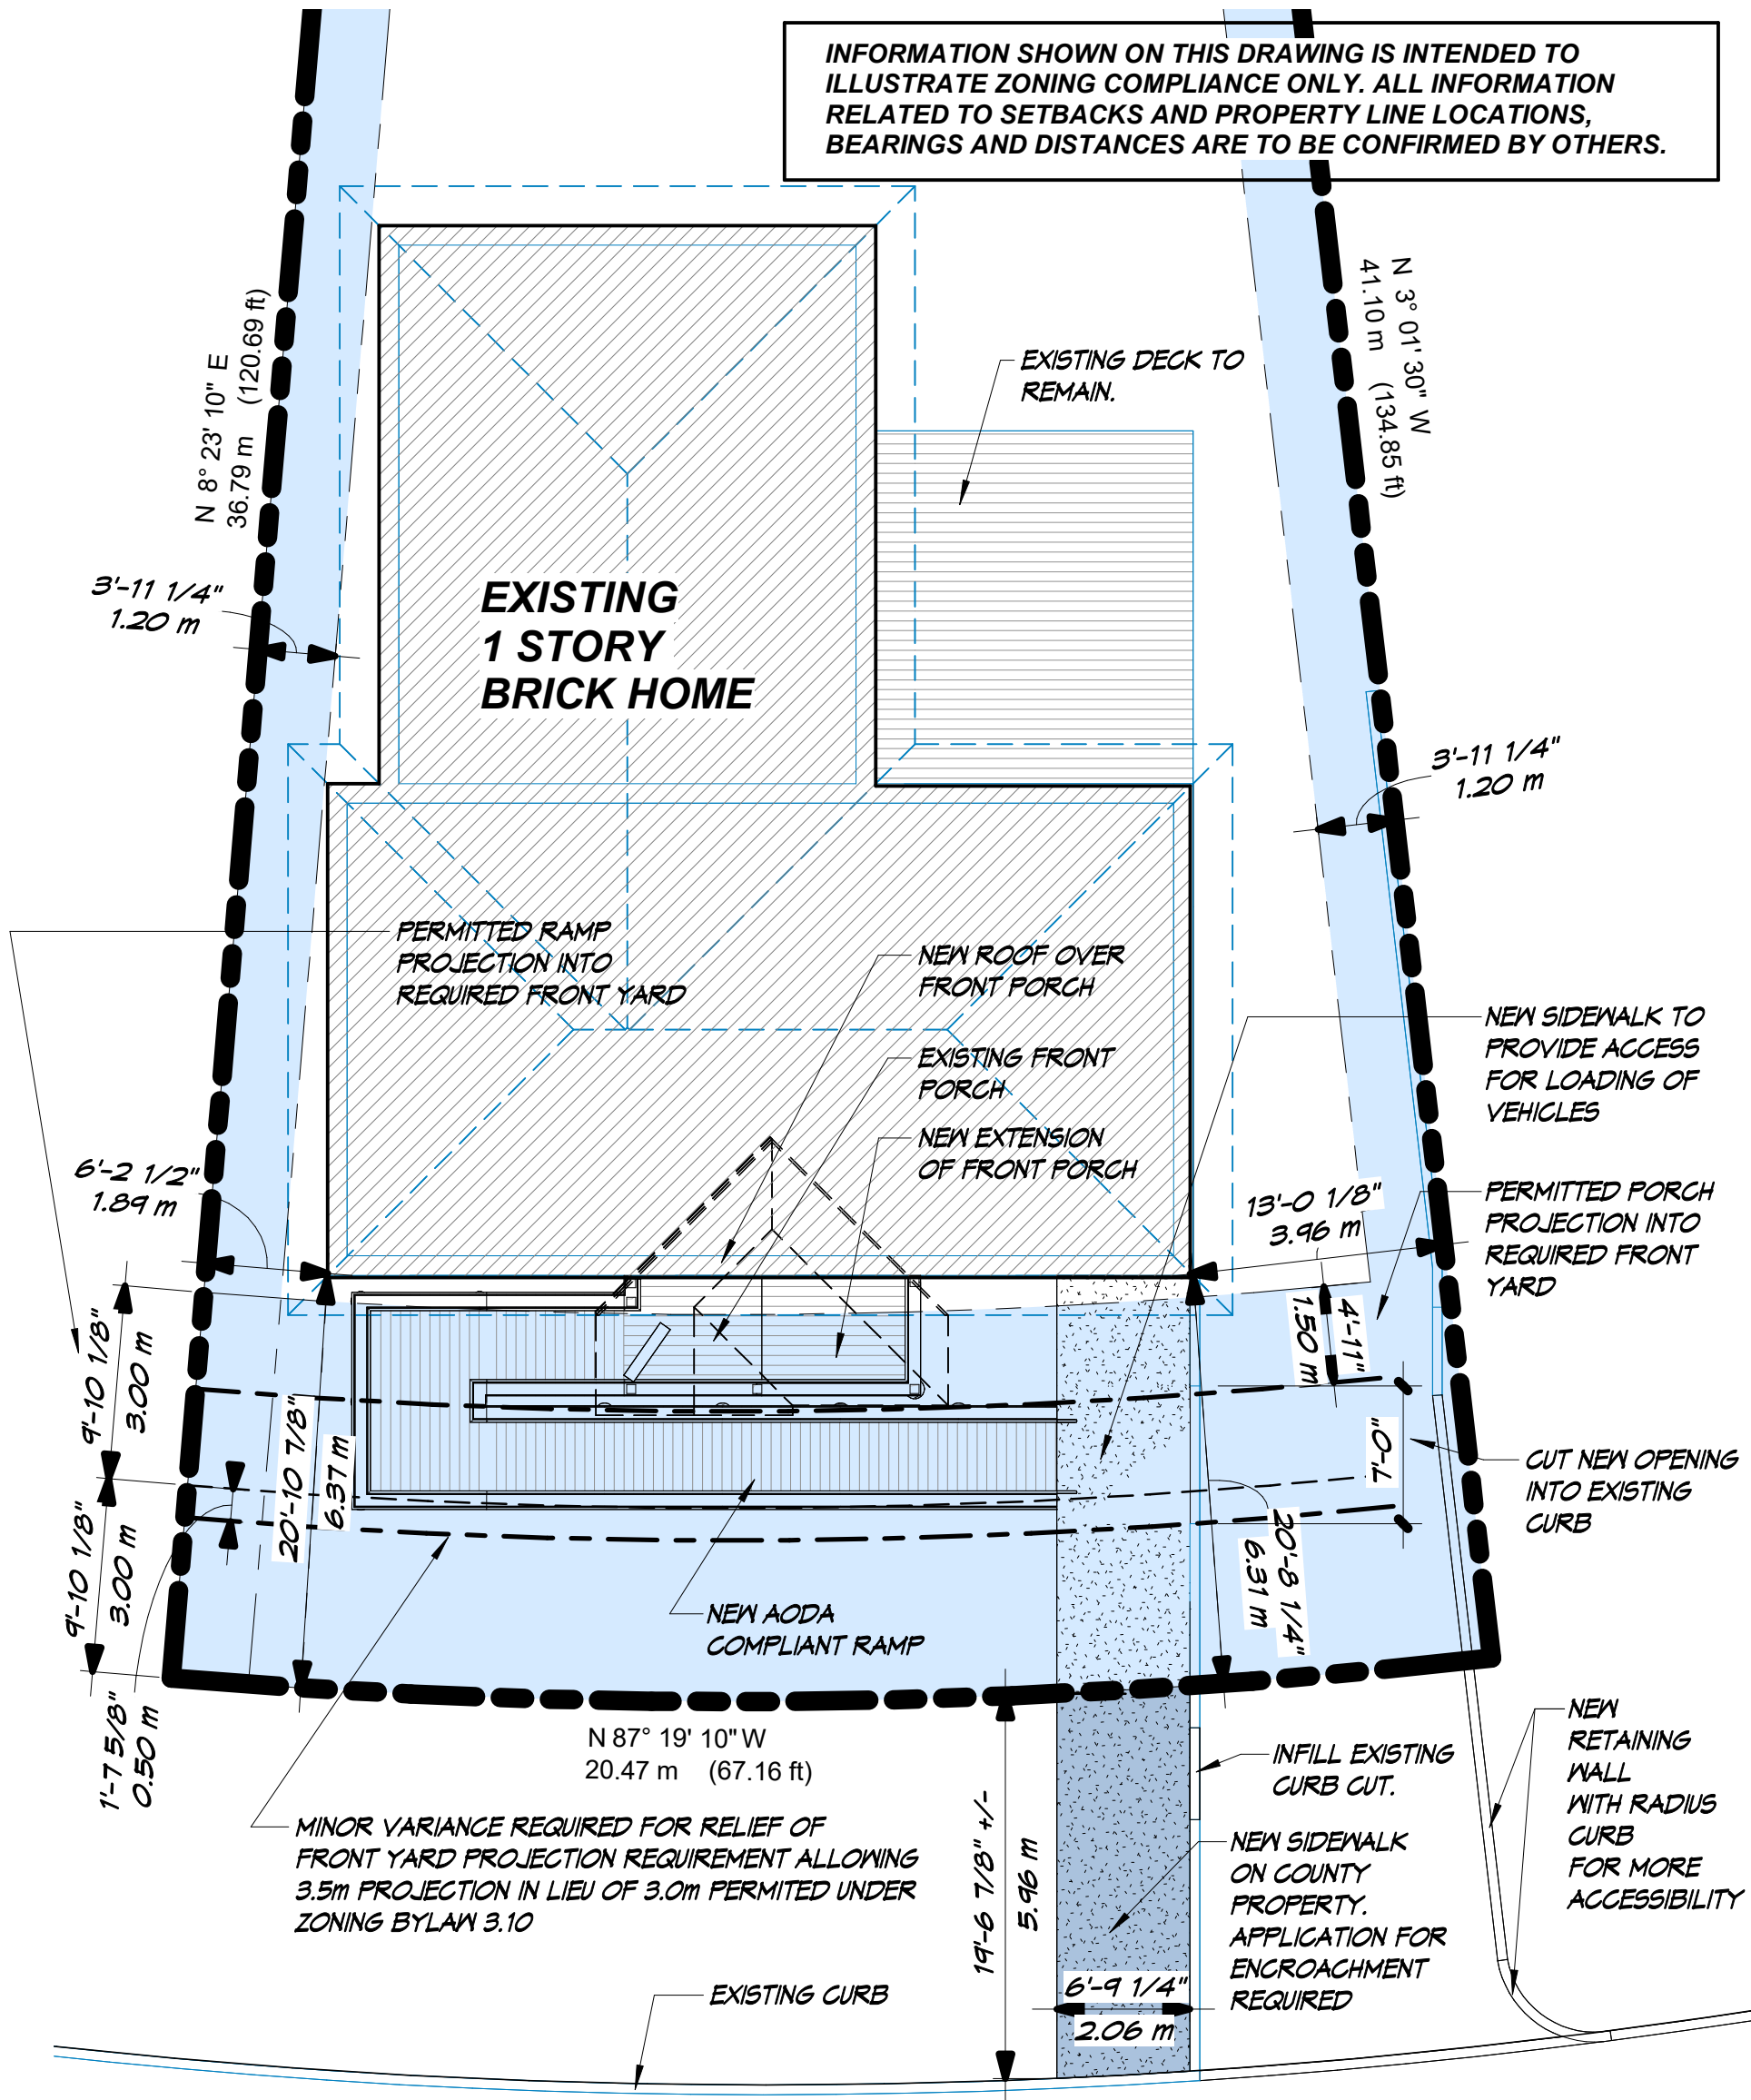 INFORMATION SHOWN ON THIS DRAWING IS INTENDED TO
ILLUSTRATE ZONING COMPLIANCE ONLY. ALL INFORMATION
RELATED TO SETBACKS AND PROPERTY LINE LOCATIONS,
BEARINGS AND DISTANCES ARE TO BE CONFIRMED BY OTHERS.
N 8° 23' 10" E
36.79 m (120.69 ft)
N 3° 01' 30" W
41.10 m (134.85 ft)
EXISTING DECK TO
REMAIN.
3'-11 1/4"
1.20 m
EXISTING
1 STORY
BRICK HOME
3'-11 1/4"
1.20 m
PERMITTED RAMP
PROJECTION INTO
REQUIRED FRONT YARD
NEW ROOF OVER
FRONT PORCH
EXISTING FRONT
PORCH
NEW EXTENSION
OF FRONT PORCH
NEW SIDEWALK TO
PROVIDE ACCESS
FOR LOADING OF
VEHICLES
6'-2 1/2"
1.89 m
13'-0 1/8"
3.96 m
PERMITTED PORCH
PROJECTION INTO
REQUIRED FRONT
YARD
9'-10 1/8"
3.00 m
4'-11"
1.50 m
20'-10 7/8"
6.37 m
7'-0"
CUT NEW OPENING
INTO EXISTING
CURB
9'-10 1/8"
3.00 m
20'-8 1/4"
6.31 m
NEW AODA
COMPLIANT RAMP
1'-7 5/8"
0.50 m
N 87° 19' 10" W
20.47 m (67.16 ft)
MINOR VARIANCE REQUIRED FOR RELIEF OF
FRONT YARD PROJECTION REQUIREMENT ALLOWING
3.5m PROJECTION IN LIEU OF 3.0m PERMITED UNDER
ZONING BYLAW 3.10
19'-6 7/8" +/-
5.96 m
INFILL EXISTING
CURB CUT.
NEW SIDEWALK
ON COUNTY
PROPERTY.
APPLICATION FOR
ENCROACHMENT
REQUIRED
NEW
RETAINING
WALL
WITH RADIUS
CURB
FOR MORE
ACCESSIBILITY
EXISTING CURB
6'-9 1/4"
2.06 m